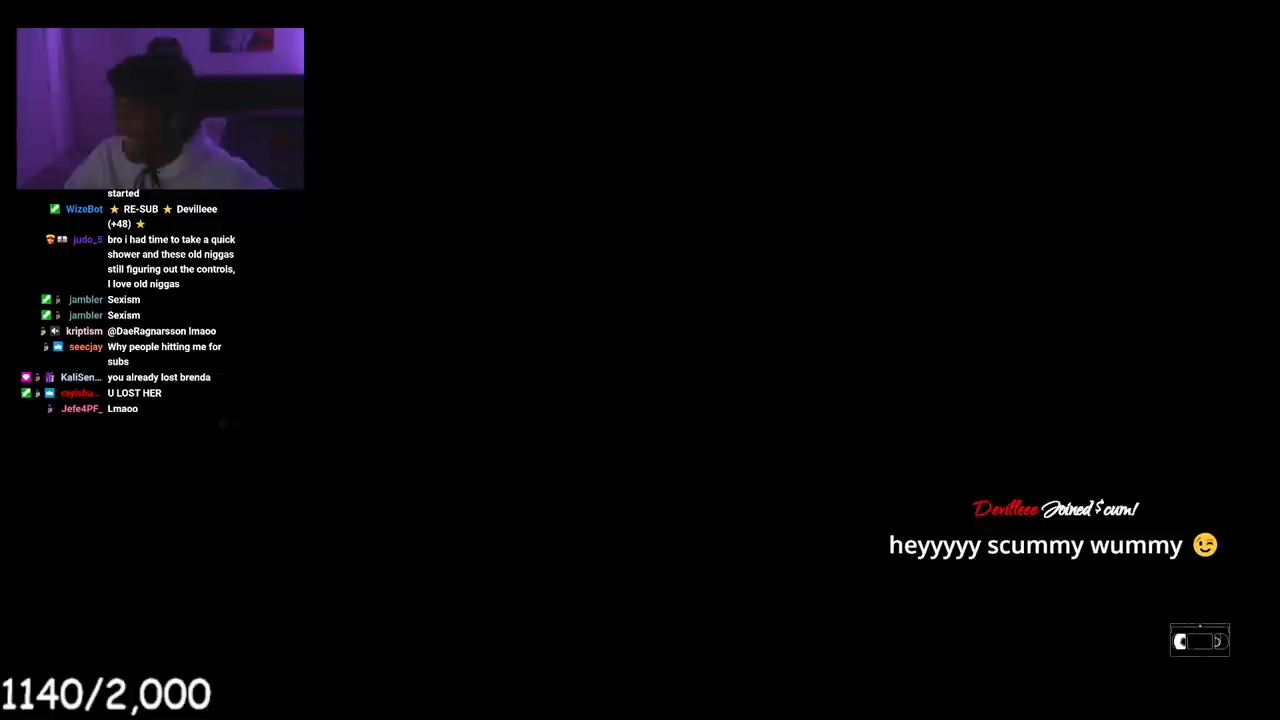 started
WizeBot ⭐ RE-SUB ⭐ Devilleee
(+48) ⭐
judo_5 bro i had time to take a quick
shower and these old niggas
still figuring out the controls,
I love old niggas
jambler Sexism
jambler Sexism
kriptism @DaeRagnarsson lmaoo
seecjay Why people hitting me for
subs
KaliSen... you already lost brenda
U LOST HER
Jefe4PF_ Lmaoo
Devilleee Joined $cum!
heyyyyy scummy wummy 😉
1140/2,000